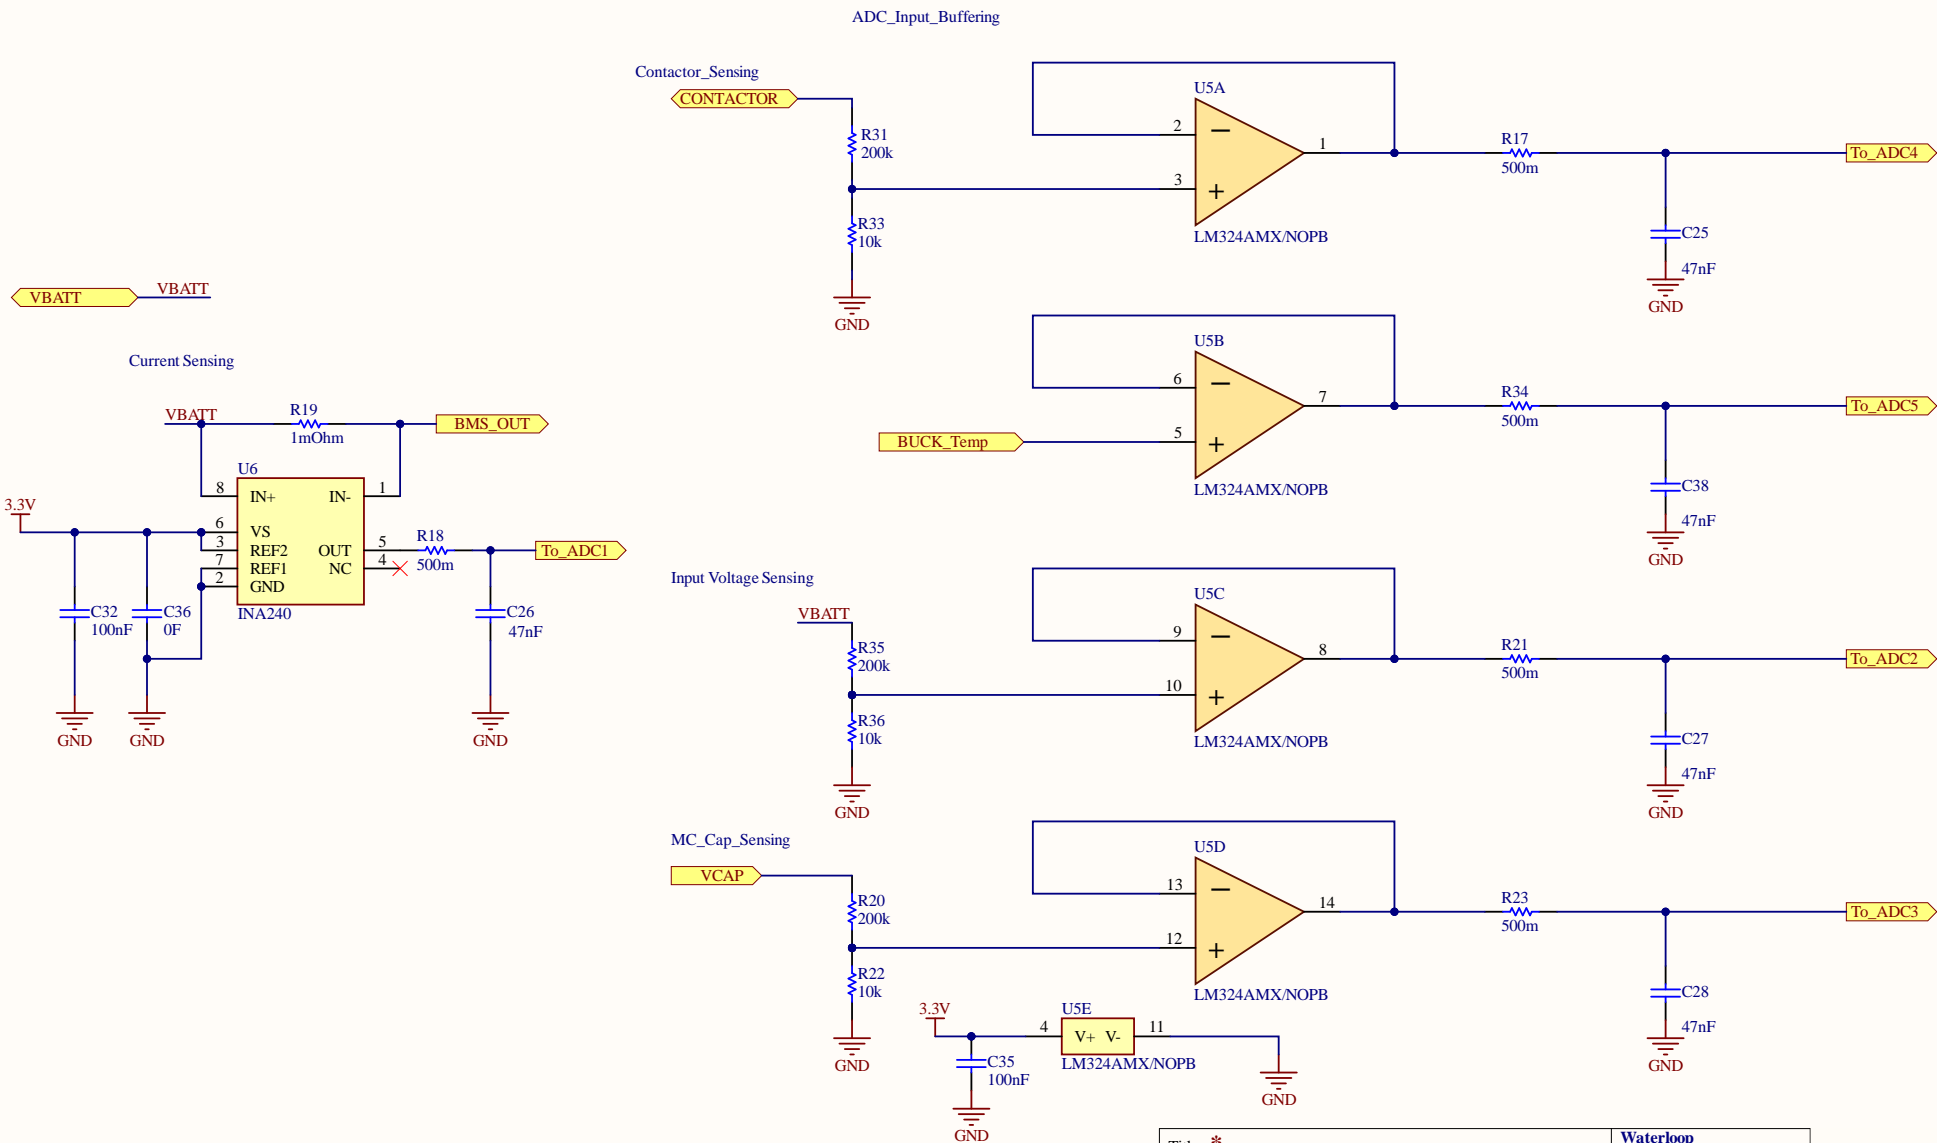 ADC_Input_Buffering
Contactor_Sensing
CONTACTOR
R31
200k
R33
10k
GND
U5A
2
3
1
LM324AMX/NOPB
R17
500m
C25
47nF
GND
To_ADC4
VBATT
VBATT
Current Sensing
VBATT
R19
1mOhm
BMS_OUT
U6
8 IN+ IN- 1
3.3V
6 VS
3 REF2 OUT 5
7 REF1 NC 4
2 GND
INA240
R18
500m
To_ADC1
C32
100nF
C36
0F
C26
47nF
GND
GND
GND
U5B
6
5
7
BUCK_Temp
LM324AMX/NOPB
R34
500m
C38
47nF
GND
To_ADC5
Input Voltage Sensing
VBATT
R35
200k
R36
10k
GND
U5C
9
10
8
LM324AMX/NOPB
R21
500m
C27
47nF
GND
To_ADC2
MC_Cap_Sensing
VCAP
R20
200k
R22
10k
GND
U5D
13
12
14
LM324AMX/NOPB
R23
500m
C28
47nF
GND
To_ADC3
3.3V
U5E
4 V+ V- 11
LM324AMX/NOPB
C35
100nF
GND
GND
*
Waterloop